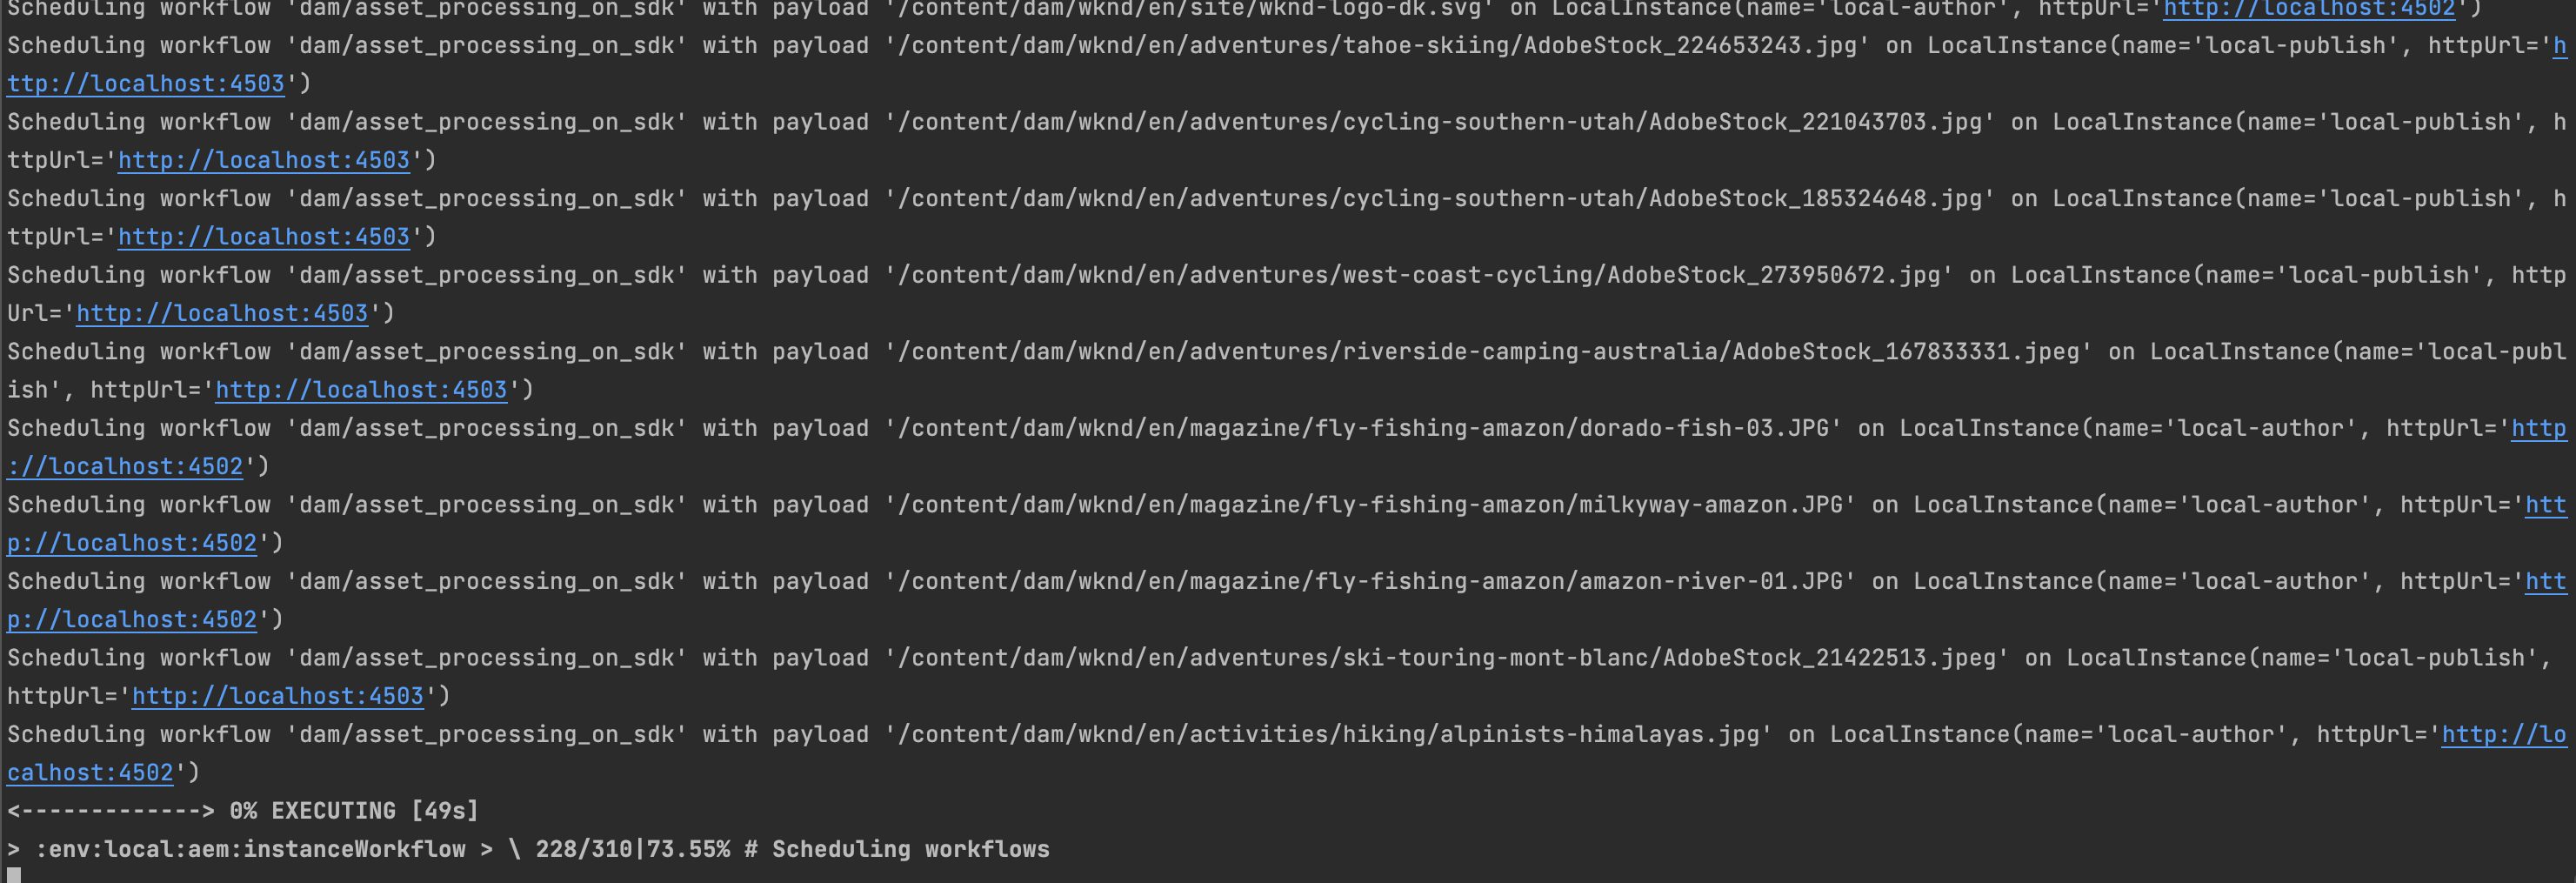 Scheduling workflow 'dam/asset_processing_on_sdk' with payload '/content/dam/wknd/en/site/wknd-logo-dk.svg' on LocalInstance(name='local-author', httpUrl='http://localhost:4502')
Scheduling workflow 'dam/asset_processing_on_sdk' with payload '/content/dam/wknd/en/adventures/tahoe-skiing/AdobeStock_224653243.jpg' on LocalInstance(name='local-publish', httpUrl='h
ttp://localhost:4503')
Scheduling workflow 'dam/asset_processing_on_sdk' with payload '/content/dam/wknd/en/adventures/cycling-southern-utah/AdobeStock_221043703.jpg' on LocalInstance(name='local-publish', h
ttpUrl='http://localhost:4503')
Scheduling workflow 'dam/asset_processing_on_sdk' with payload '/content/dam/wknd/en/adventures/cycling-southern-utah/AdobeStock_185324648.jpg' on LocalInstance(name='local-publish', h
ttpUrl='http://localhost:4503')
Scheduling workflow 'dam/asset_processing_on_sdk' with payload '/content/dam/wknd/en/adventures/west-coast-cycling/AdobeStock_273950672.jpg' on LocalInstance(name='local-publish', http
Url='http://localhost:4503')
Scheduling workflow 'dam/asset_processing_on_sdk' with payload '/content/dam/wknd/en/adventures/riverside-camping-australia/AdobeStock_167833331.jpeg' on LocalInstance(name='local-publ
ish', httpUrl='http://localhost:4503')
Scheduling workflow 'dam/asset_processing_on_sdk' with payload '/content/dam/wknd/en/magazine/fly-fishing-amazon/dorado-fish-03.JPG' on LocalInstance(name='local-author', httpUrl='http
://localhost:4502')
Scheduling workflow 'dam/asset_processing_on_sdk' with payload '/content/dam/wknd/en/magazine/fly-fishing-amazon/milkyway-amazon.JPG' on LocalInstance(name='local-author', httpUrl='htt
p://localhost:4502')
Scheduling workflow 'dam/asset_processing_on_sdk' with payload '/content/dam/wknd/en/magazine/fly-fishing-amazon/amazon-river-01.JPG' on LocalInstance(name='local-author', httpUrl='htt
p://localhost:4502')
Scheduling workflow 'dam/asset_processing_on_sdk' with payload '/content/dam/wknd/en/adventures/ski-touring-mont-blanc/AdobeStock_21422513.jpeg' on LocalInstance(name='local-publish',
httpUrl='http://localhost:4503')
Scheduling workflow 'dam/asset_processing_on_sdk' with payload '/content/dam/wknd/en/activities/hiking/alpinists-himalayas.jpg' on LocalInstance(name='local-author', httpUrl='http://lo
calhost:4502')
<-------------> 0% EXECUTING [49s]
> :env:local:aem:instanceWorkflow > \ 228/310|73.55% # Scheduling workflows